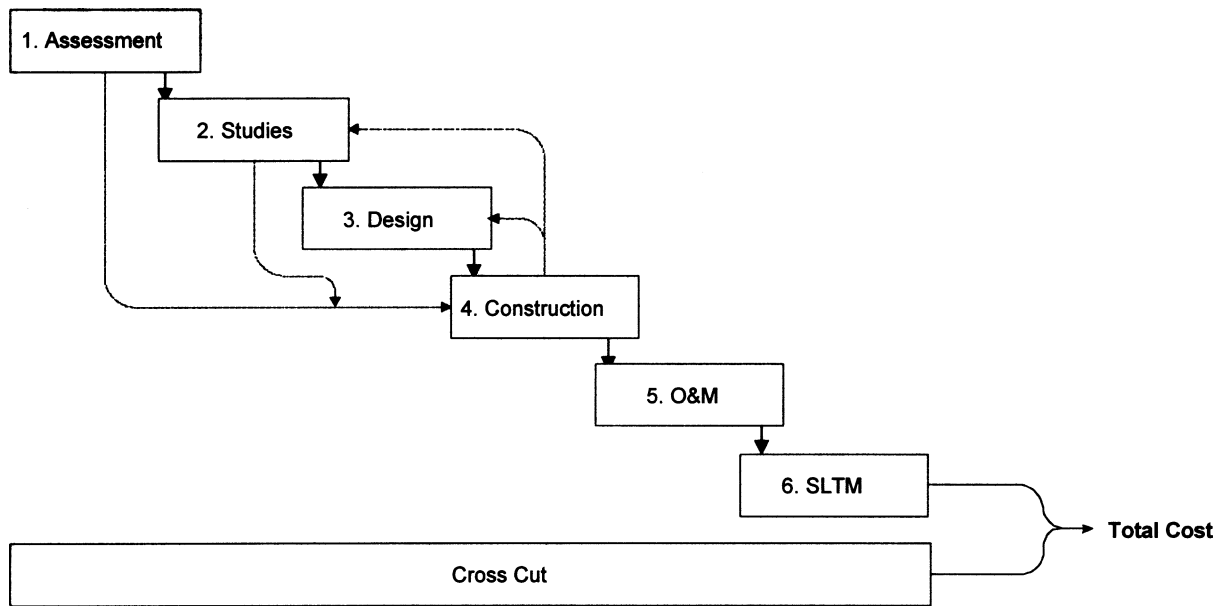 1. Assessment
2. Studies
3. Design
4. Construction
5. O&M
6. SLTM
Total Cost
Cross Cut